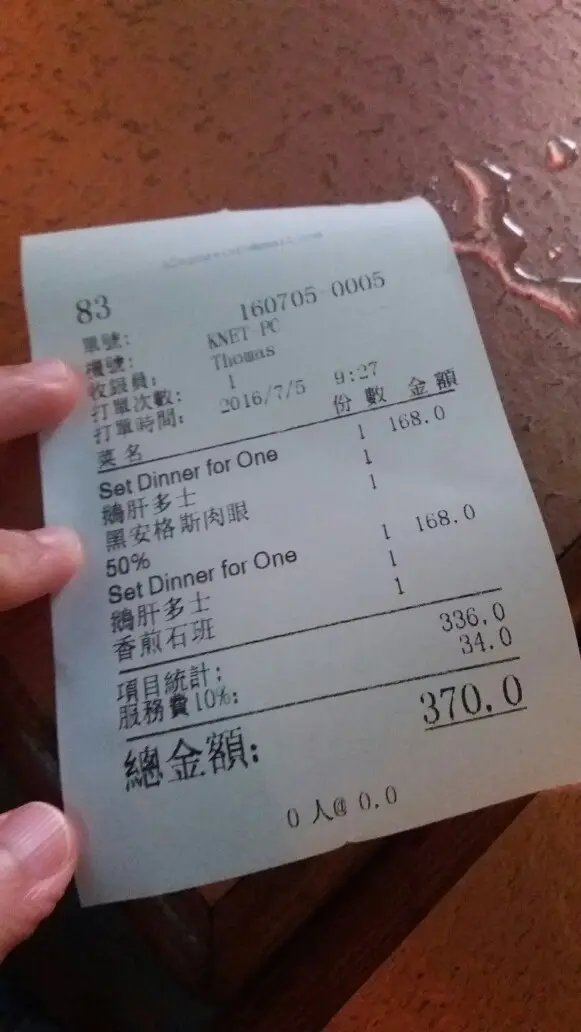 83
單號: 160705-0005
櫃號: KNET-PC
收銀員: Thomas
打單次數: 1
打單時間: 2016/7/5 9:27
菜名 份數 金額
Set Dinner for One 1 168.0
鵝肝多士 1
黑安格斯肉眼 1
50%
Set Dinner for One 1 168.0
鵝肝多士 1
香煎石班 1
項目統計: 336.0
服務費10%: 34.0
總金額: 370.0
0 人@ 0.0